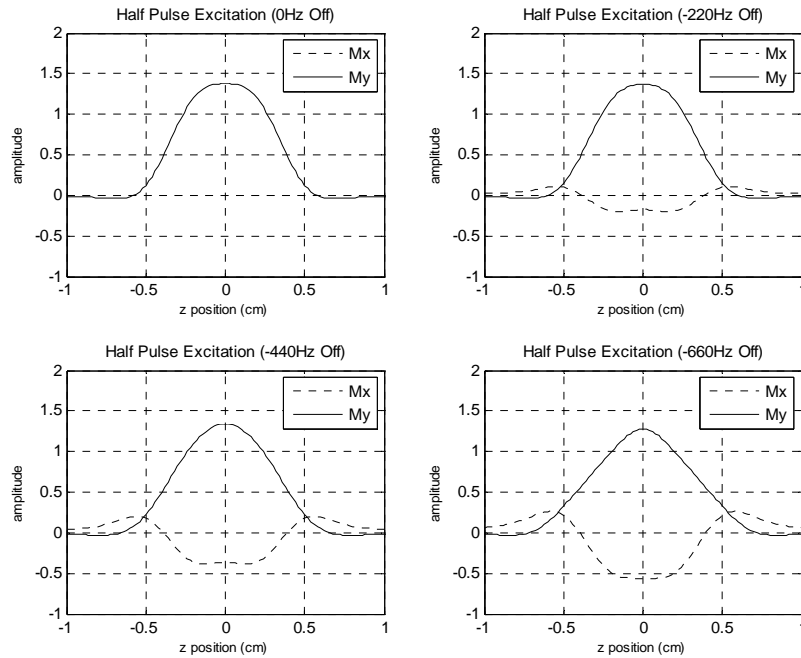 Half Pulse Excitation (0Hz Off)
Mx
My
amplitude
2
1.5
1
0.5
0
-0.5
-1
-1
-0.5
0
0.5
1
z position (cm)
Half Pulse Excitation (-220Hz Off)
Mx
My
amplitude
2
1.5
1
0.5
0
-0.5
-1
-1
-0.5
0
0.5
1
z position (cm)
Half Pulse Excitation (-440Hz Off)
Mx
My
amplitude
2
1.5
1
0.5
0
-0.5
-1
-1
-0.5
0
0.5
1
z position (cm)
Half Pulse Excitation (-660Hz Off)
Mx
My
amplitude
2
1.5
1
0.5
0
-0.5
-1
-1
-0.5
0
0.5
1
z position (cm)